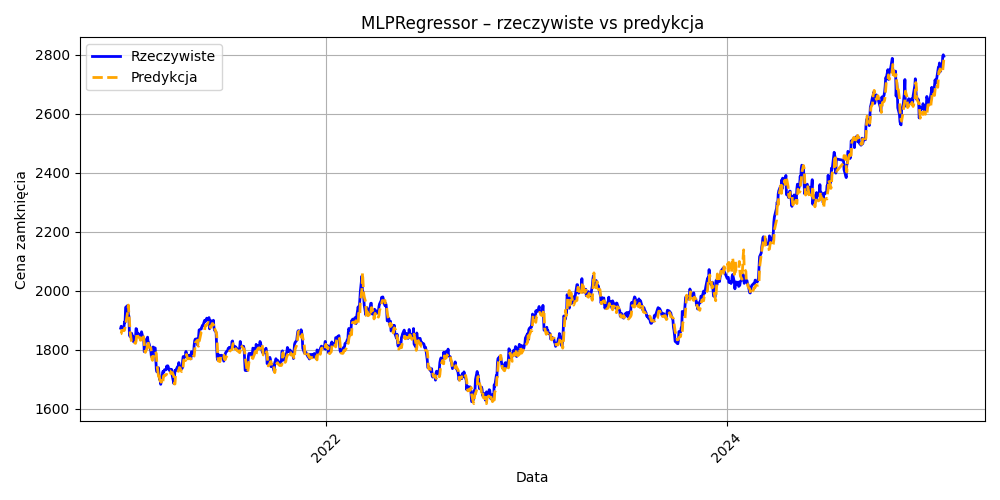 MLPRegressor – rzeczywiste vs predykcja
Rzeczywiste
Predykcja
2800
2600
2400
2200
2000
1800
1600
Cena zamknięcia
2022
2024
Data